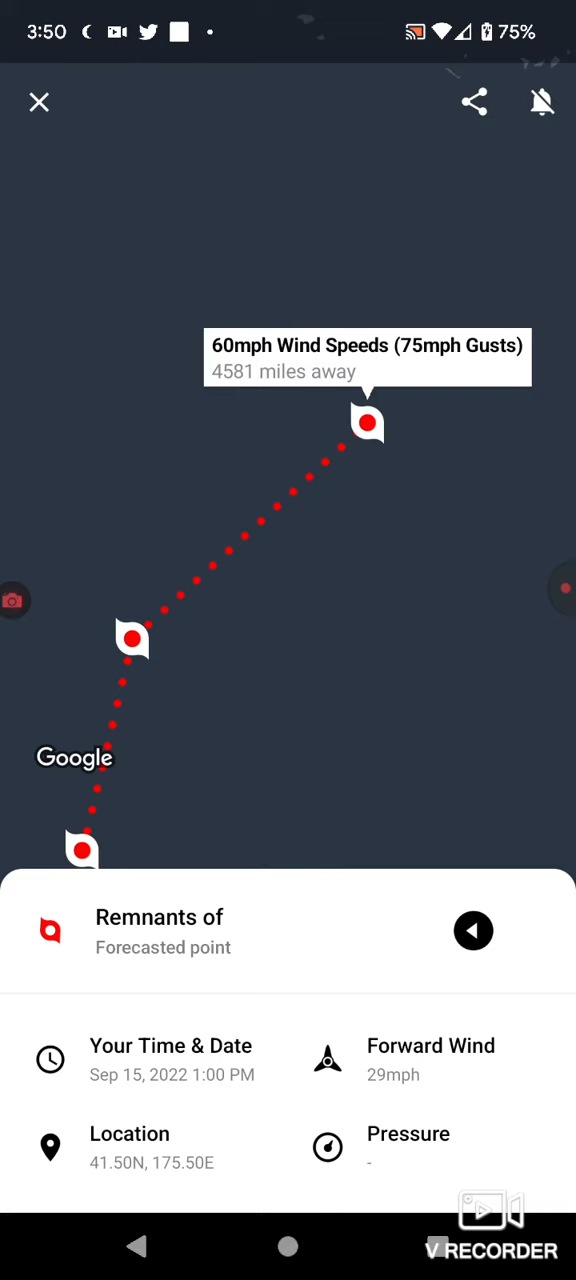 3:50
75%
60mph Wind Speeds (75mph Gusts)
4581 miles away
Google
Remnants of
Forecasted point
Your Time & Date
Sep 15, 2022 1:00 PM
Forward Wind
29mph
Location
41.50N, 175.50E
Pressure
-
V RECORDER